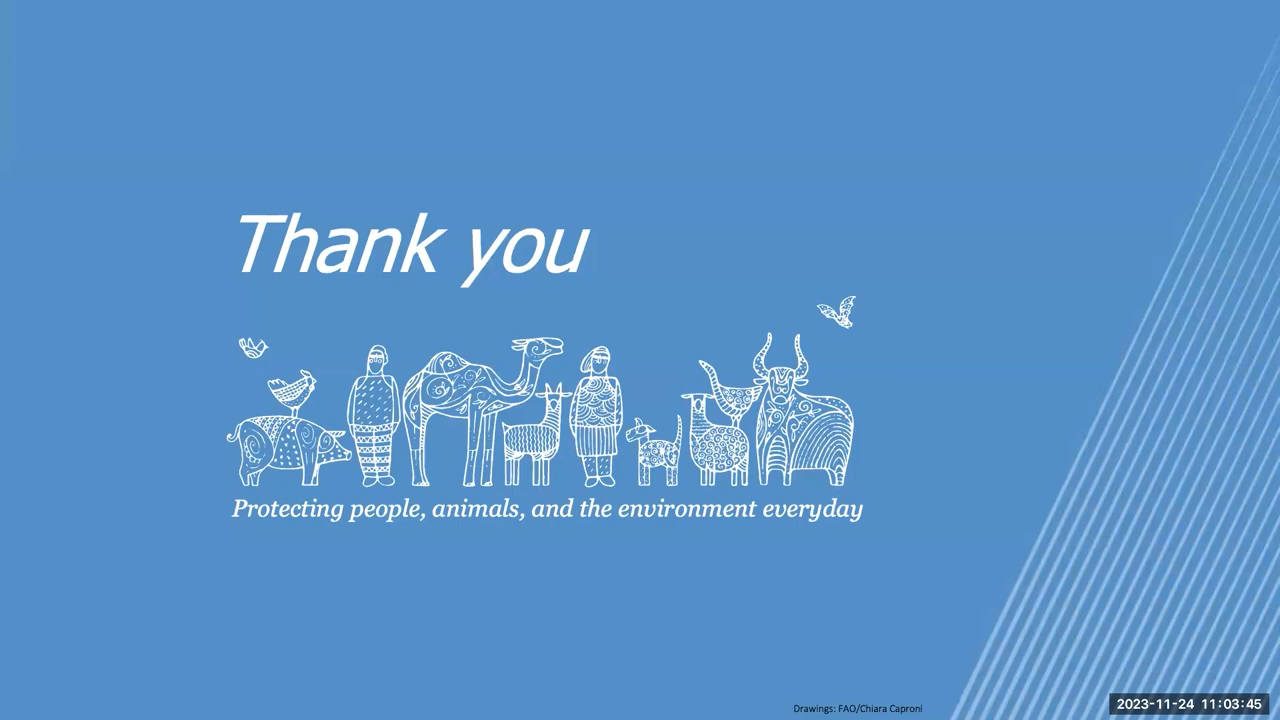 Thank you
Protecting people, animals, and the environment everyday
Drawings: FAO/Chiara Caproni
2023-11-24 11:03:45